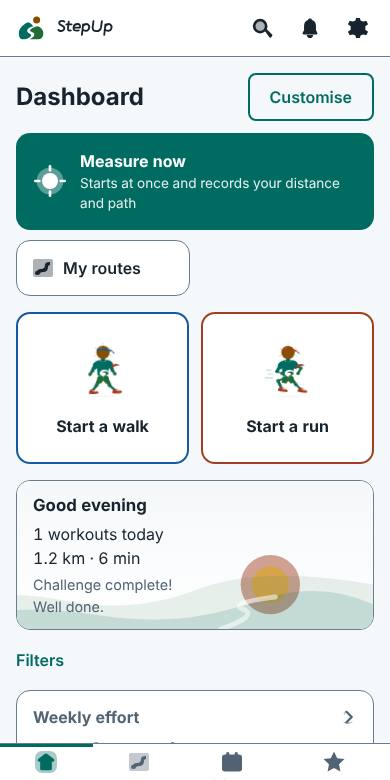 StepUp
Dashboard
Customise
Measure now
Starts at once and records your distance
and path
My routes
Start a walk
Start a run
Good evening
1 workouts today
1.2 km · 6 min
Challenge complete!
Well done.
Filters
Weekly effort